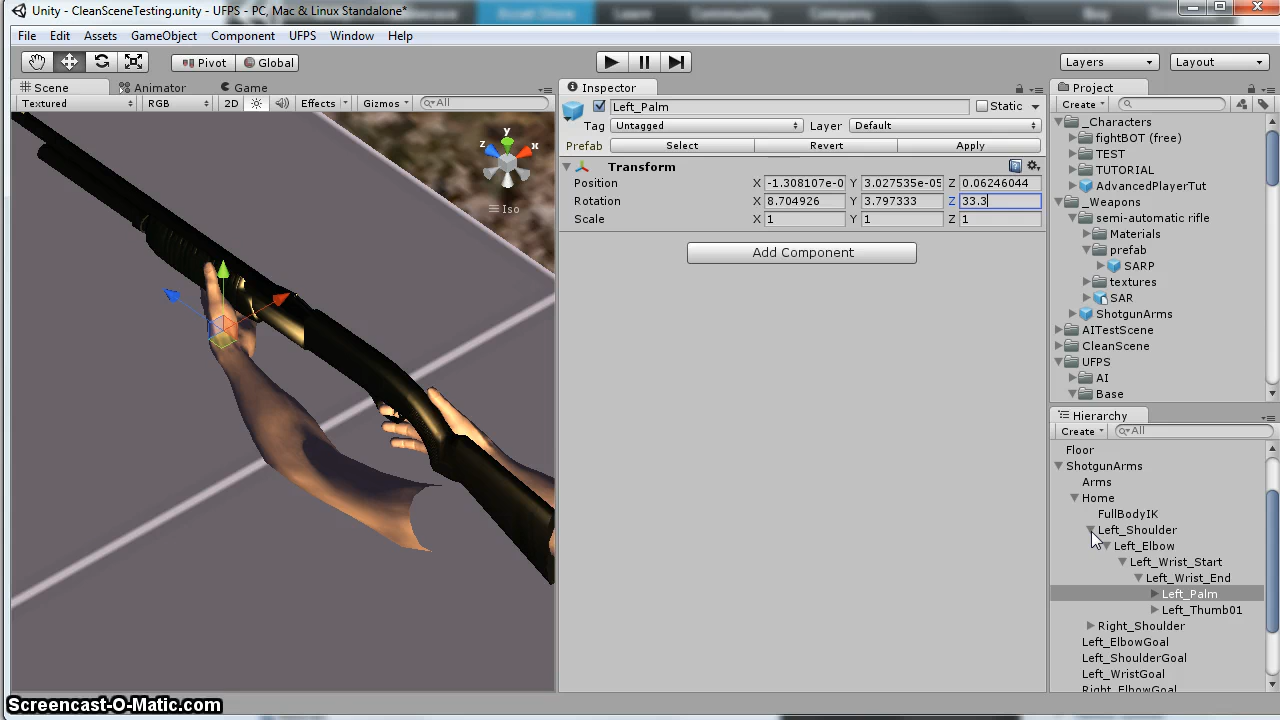 Unity - CleanSceneTesting.unity - UFPS - PC, Mac & Linux Standalone*
File Edit Assets GameObject Component UFPS Window Help
Pivot Global Layers Layout
Scene Animator Game
Textured RGB 2D Effects Gizmos All
y
z x
Iso
Inspector
Left_Palm Static
Tag Untagged Layer Default
Prefab Select Revert Apply
Transform
Position X -1.308107e-0 Y 3.027535e-05 Z 0.06246044
Rotation X 8.704926 Y 3.797333 Z 33.3
Scale X 1 Y 1 Z 1
Add Component
Project
Create
_Characters
fightBOT (free)
TEST
TUTORIAL
AdvancedPlayerTut
_Weapons
semi-automatic rifle
Materials
prefab
SARP
textures
SAR
ShotgunArms
AITestScene
CleanScene
UFPS
AI
Base
Hierarchy
Create All
Floor
ShotgunArms
Arms
Home
FullBodyIK
Left_Shoulder
Left_Elbow
Left_Wrist_Start
Left_Wrist_End
Left_Palm
Left_Thumb01
Right_Shoulder
Left_ElbowGoal
Left_ShoulderGoal
Left_WristGoal
Right_ElbowGoal
Screencast-O-Matic.com